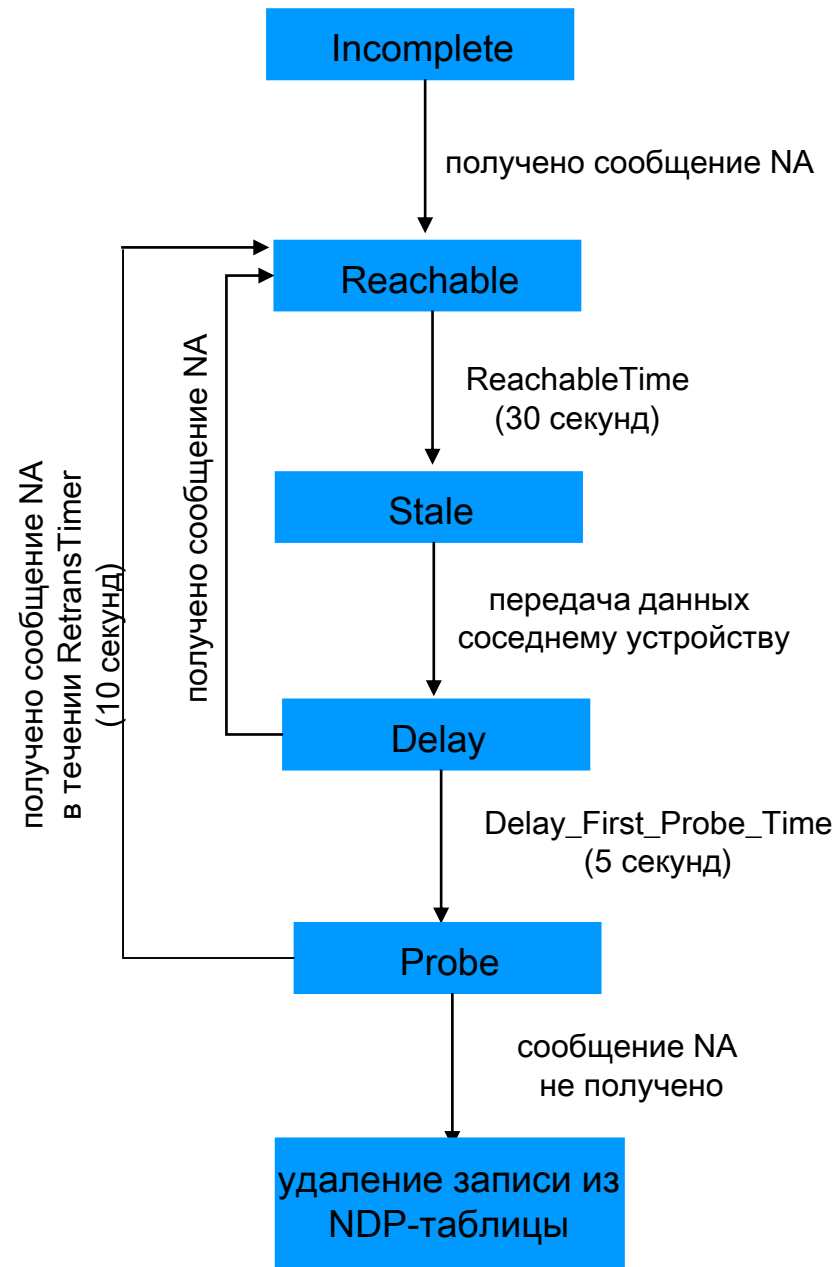 Incomplete
получено сообщение NA
Reachable
ReachableTime
(30 секунд)
Stale
передача данных
соседнему устройству
Delay
Delay_First_Probe_Time
(5 секунд)
Probe
сообщение NA
не получено
удаление записи из
NDP-таблицы
получено сообщение NA
в течении RetransTimer
(10 секунд)
получено сообщение NA